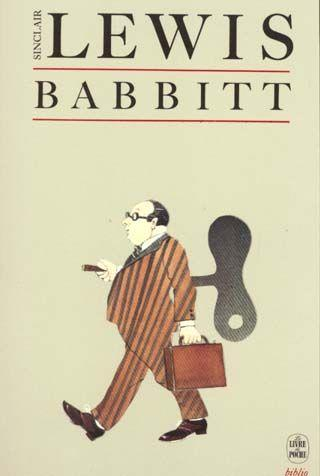 SINCLAIR
LEWIS
BABBITT
Le
LIVRE
de
POCHE
biblio